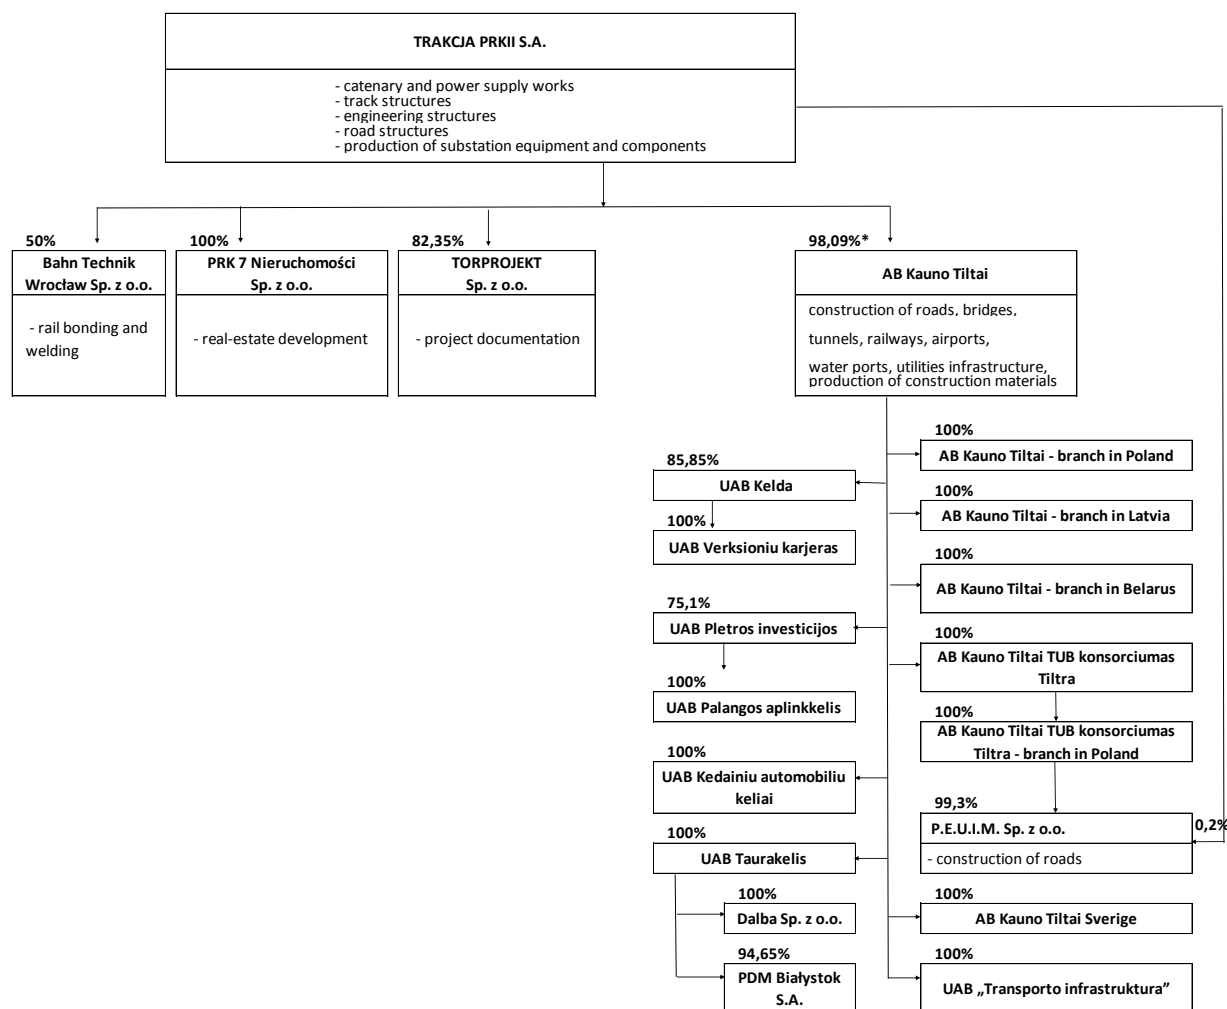 TRAKCJA PRKII S.A.
- catenary and power supply works
- track structures
- engineering structures
- road structures
- production of substation equipment and components
50%
Bahn Technik
Wrocław Sp. z o.o.
- rail bonding and
welding
100%
PRK 7 Nieruchomości
Sp. z o.o.
- real-estate development
82,35%
TORPROJEKT
Sp. z o.o.
- project documentation
98,09%*
AB Kauno Tiltai
construction of roads, bridges,
tunnels, railways, airports,
water ports, utilities infrastructure,
production of construction materials
100%
AB Kauno Tiltai - branch in Poland
85,85%
UAB Kelda
100%
AB Kauno Tiltai - branch in Latvia
100%
UAB Verksioniu karjeras
100%
AB Kauno Tiltai - branch in Belarus
75,1%
UAB Pletros investicijos
100%
AB Kauno Tiltai TUB konsorciumas
Tiltra
100%
UAB Palangos aplinkkelis
100%
AB Kauno Tiltai TUB konsorciumas
Tiltra - branch in Poland
100%
UAB Kedainiu automobiliu
keliai
99,3%
P.E.U.I.M. Sp. z o.o.
- construction of roads
0,2%
100%
UAB Taurakelis
100%
Dalba Sp. z o.o.
100%
AB Kauno Tiltai Sverige
94,65%
PDM Białystok
S.A.
100%
UAB „Transporto infrastruktura”